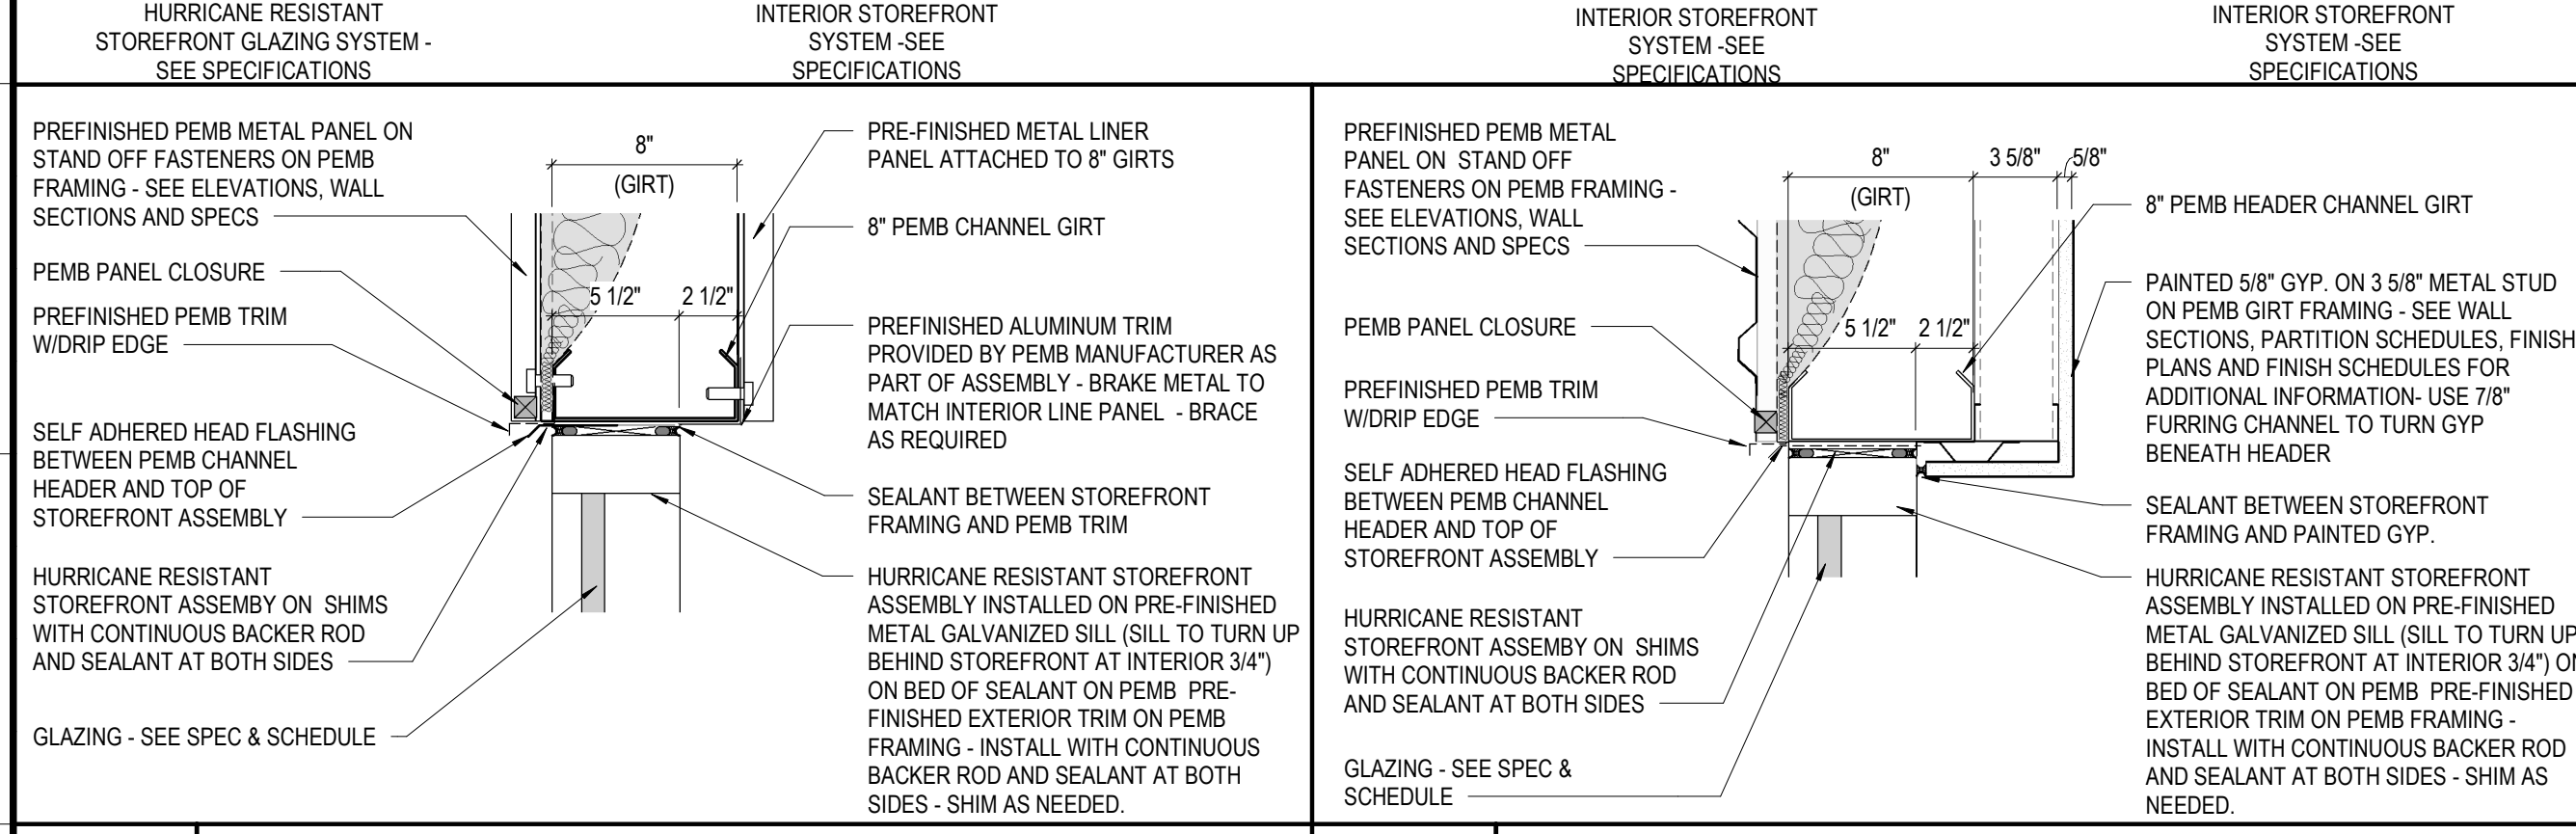 HURRICANE RESISTANT
STOREFRONT GLAZING SYSTEM -
SEE SPECIFICATIONS
INTERIOR STOREFRONT
SYSTEM -SEE
SPECIFICATIONS
INTERIOR STOREFRONT
SYSTEM -SEE
SPECIFICATIONS
INTERIOR STOREFRONT
SYSTEM -SEE
SPECIFICATIONS
PREFINISHED PEMB METAL PANEL ON
STAND OFF FASTENERS ON PEMB
FRAMING - SEE ELEVATIONS, WALL
SECTIONS AND SPECS
PEMB PANEL CLOSURE
PREFINISHED PEMB TRIM
W/DRIP EDGE
SELF ADHERED HEAD FLASHING
BETWEEN PEMB CHANNEL
HEADER AND TOP OF
STOREFRONT ASSEMBLY
HURRICANE RESISTANT
STOREFRONT ASSEMBY ON SHIMS
WITH CONTINUOUS BACKER ROD
AND SEALANT AT BOTH SIDES
GLAZING - SEE SPEC & SCHEDULE
8"
(GIRT)
5 1/2"
2 1/2"
PRE-FINISHED METAL LINER
PANEL ATTACHED TO 8" GIRTS
8" PEMB CHANNEL GIRT
PREFINISHED ALUMINUM TRIM
PROVIDED BY PEMB MANUFACTURER AS
PART OF ASSEMBLY - BRAKE METAL TO
MATCH INTERIOR LINE PANEL - BRACE
AS REQUIRED
SEALANT BETWEEN STOREFRONT
FRAMING AND PEMB TRIM
HURRICANE RESISTANT STOREFRONT
ASSEMBLY INSTALLED ON PRE-FINISHED
METAL GALVANIZED SILL (SILL TO TURN UP
BEHIND STOREFRONT AT INTERIOR 3/4")
ON BED OF SEALANT ON PEMB PRE-
FINISHED EXTERIOR TRIM ON PEMB
FRAMING - INSTALL WITH CONTINUOUS
BACKER ROD AND SEALANT AT BOTH
SIDES - SHIM AS NEEDED.
PREFINISHED PEMB METAL
PANEL ON STAND OFF
FASTENERS ON PEMB FRAMING -
SEE ELEVATIONS, WALL
SECTIONS AND SPECS
PEMB PANEL CLOSURE
PREFINISHED PEMB TRIM
W/DRIP EDGE
SELF ADHERED HEAD FLASHING
BETWEEN PEMB CHANNEL
HEADER AND TOP OF
STOREFRONT ASSEMBLY
HURRICANE RESISTANT
STOREFRONT ASSEMBY ON SHIMS
WITH CONTINUOUS BACKER ROD
AND SEALANT AT BOTH SIDES
GLAZING - SEE SPEC &
SCHEDULE
8"
3 5/8"
5/8"
(GIRT)
5 1/2"
2 1/2"
8" PEMB HEADER CHANNEL GIRT
PAINTED 5/8" GYP. ON 3 5/8" METAL STUD
ON PEMB GIRT FRAMING - SEE WALL
SECTIONS, PARTITION SCHEDULES, FINISH
PLANS AND FINISH SCHEDULES FOR
ADDITIONAL INFORMATION- USE 7/8"
FURRING CHANNEL TO TURN GYP
BENEATH HEADER
SEALANT BETWEEN STOREFRONT
FRAMING AND PAINTED GYP.
HURRICANE RESISTANT STOREFRONT
ASSEMBLY INSTALLED ON PRE-FINISHED
METAL GALVANIZED SILL (SILL TO TURN UP
BEHIND STOREFRONT AT INTERIOR 3/4")
BED OF SEALANT ON PEMB PRE-FINISHED
EXTERIOR TRIM ON PEMB FRAMING -
INSTALL WITH CONTINUOUS BACKER ROD
AND SEALANT AT BOTH SIDES - SHIM AS
NEEDED.